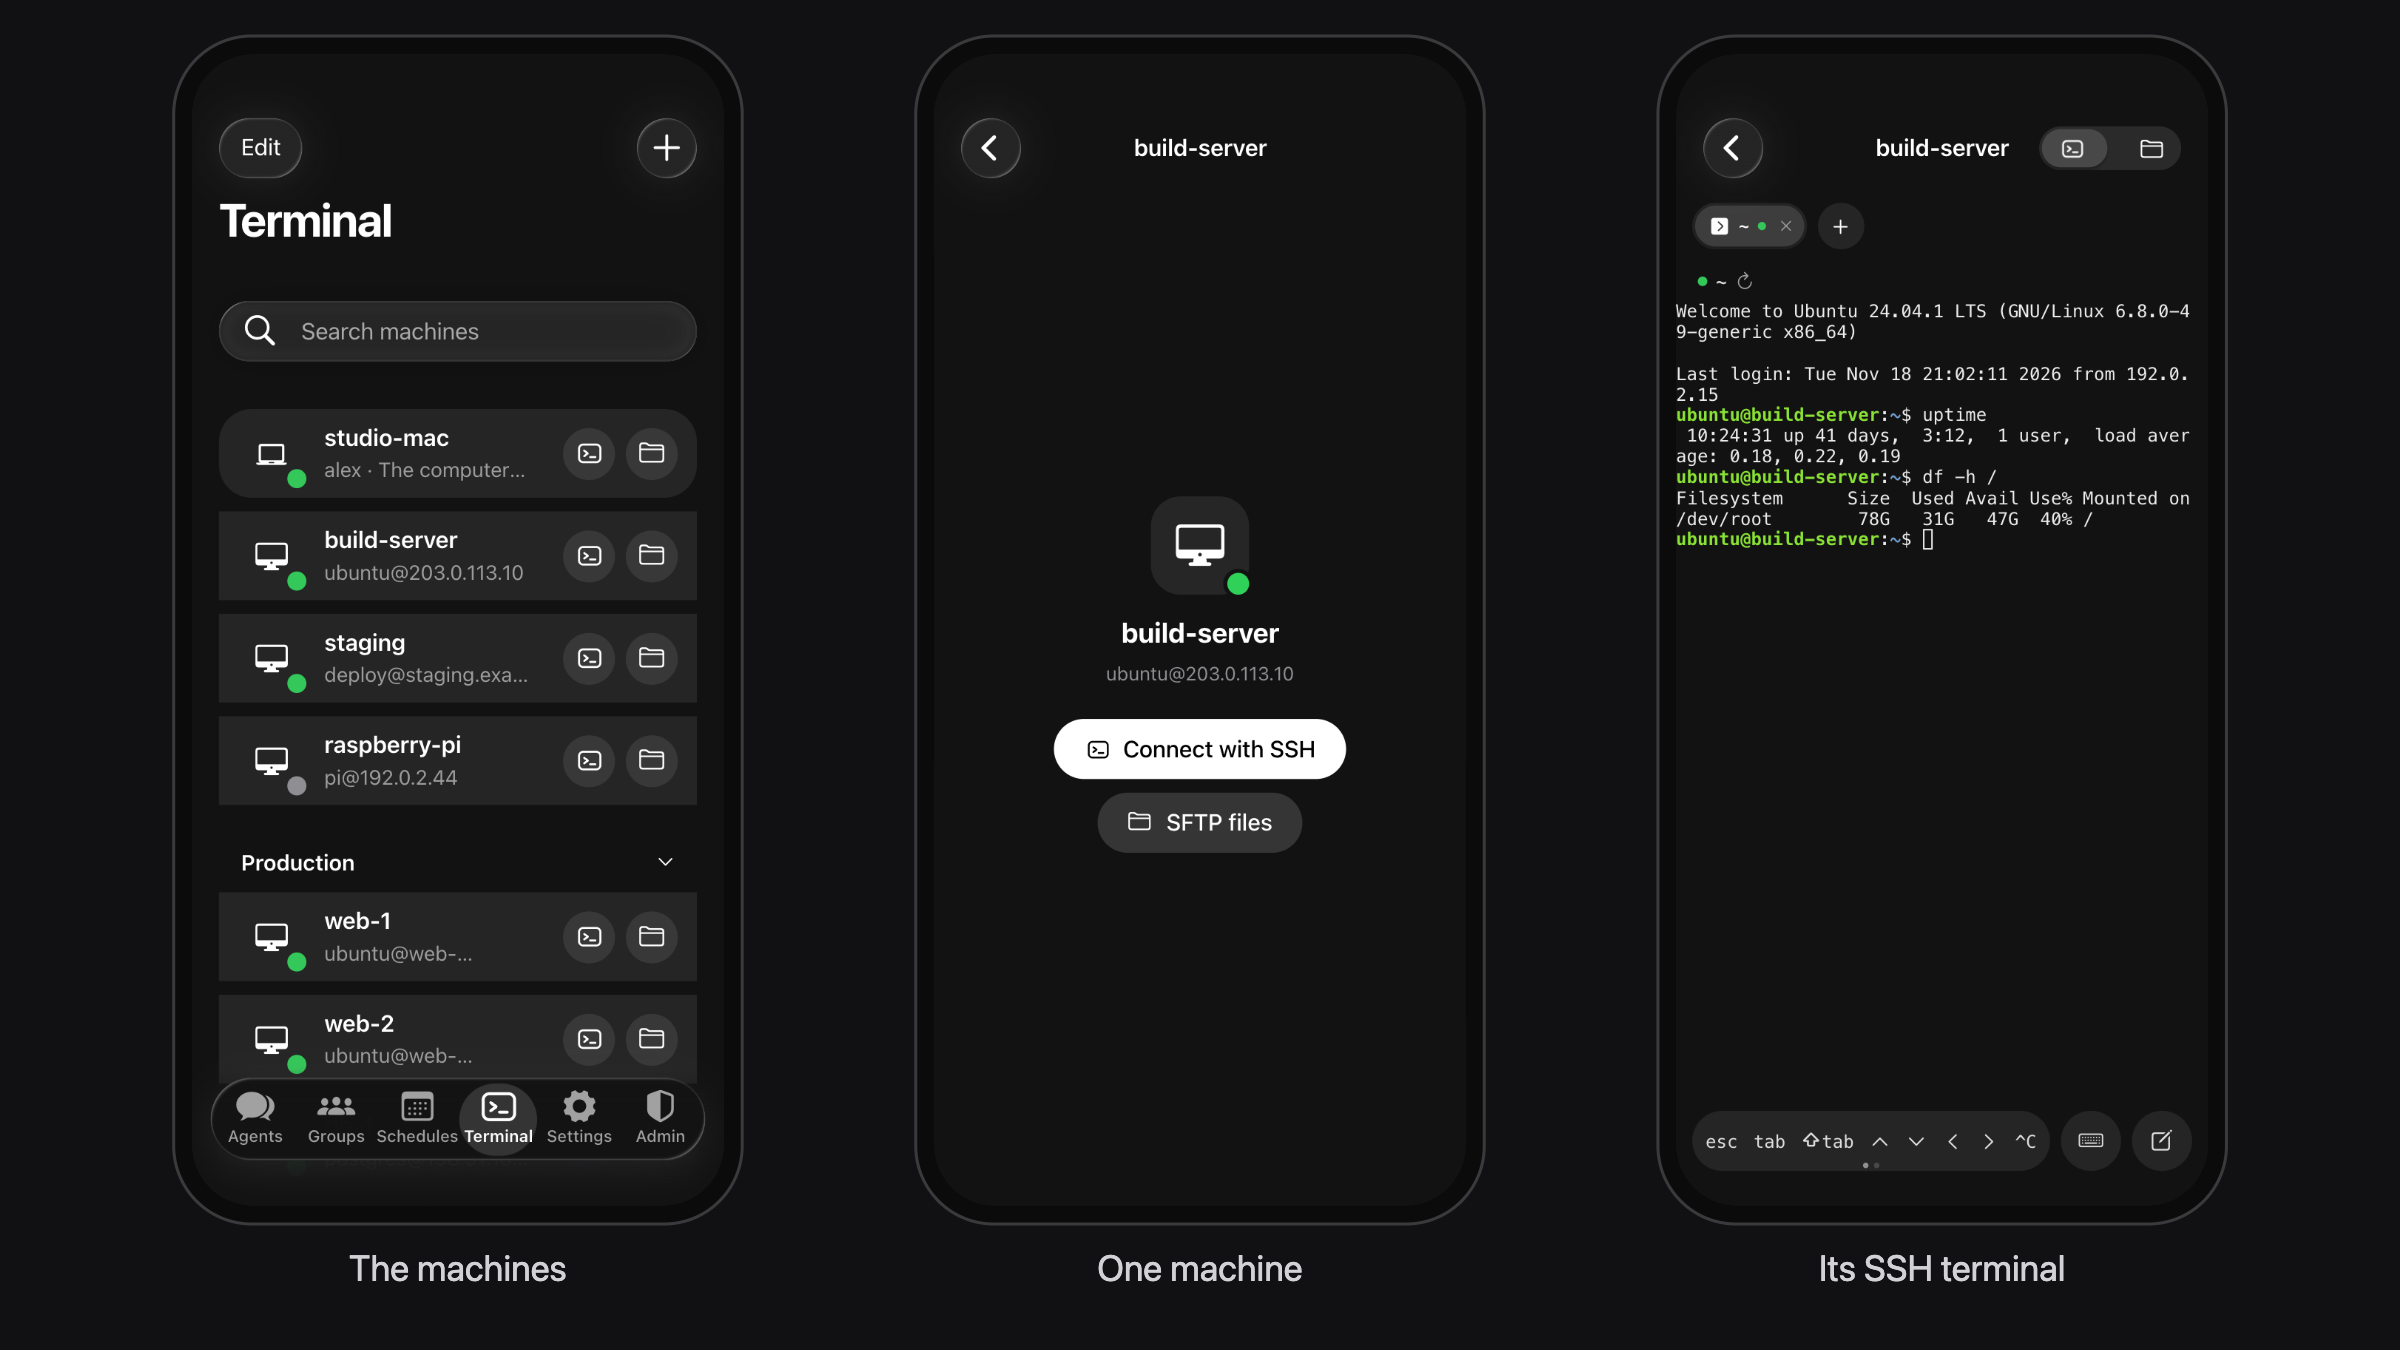 Edit
Terminal
Search machines
studio-mac
alex · The computer...
build-server
ubuntu@203.0.113.10
staging
deploy@staging.exa...
raspberry-pi
pi@192.0.2.44
Production
web-1
ubuntu@web-...
web-2
ubuntu@web-...
Agents
Groups
Schedules
Terminal
Settings
Admin
The machines
build-server
build-server
ubuntu@203.0.113.10
Connect with SSH
SFTP files
One machine
build-server
~
~
Welcome to Ubuntu 24.04.1 LTS (GNU/Linux 6.8.0-4
9-generic x86_64)
Last login: Tue Nov 18 21:02:11 2026 from 192.0.
2.15
ubuntu@build-server:~$ uptime
10:24:31 up 41 days,  3:12,  1 user,  load aver
age: 0.18, 0.22, 0.19
ubuntu@build-server:~$ df -h /
Filesystem      Size  Used Avail Use% Mounted on
/dev/root        78G   31G   47G  40% /
ubuntu@build-server:~$
esc tab ⇧tab ^C
Its SSH terminal